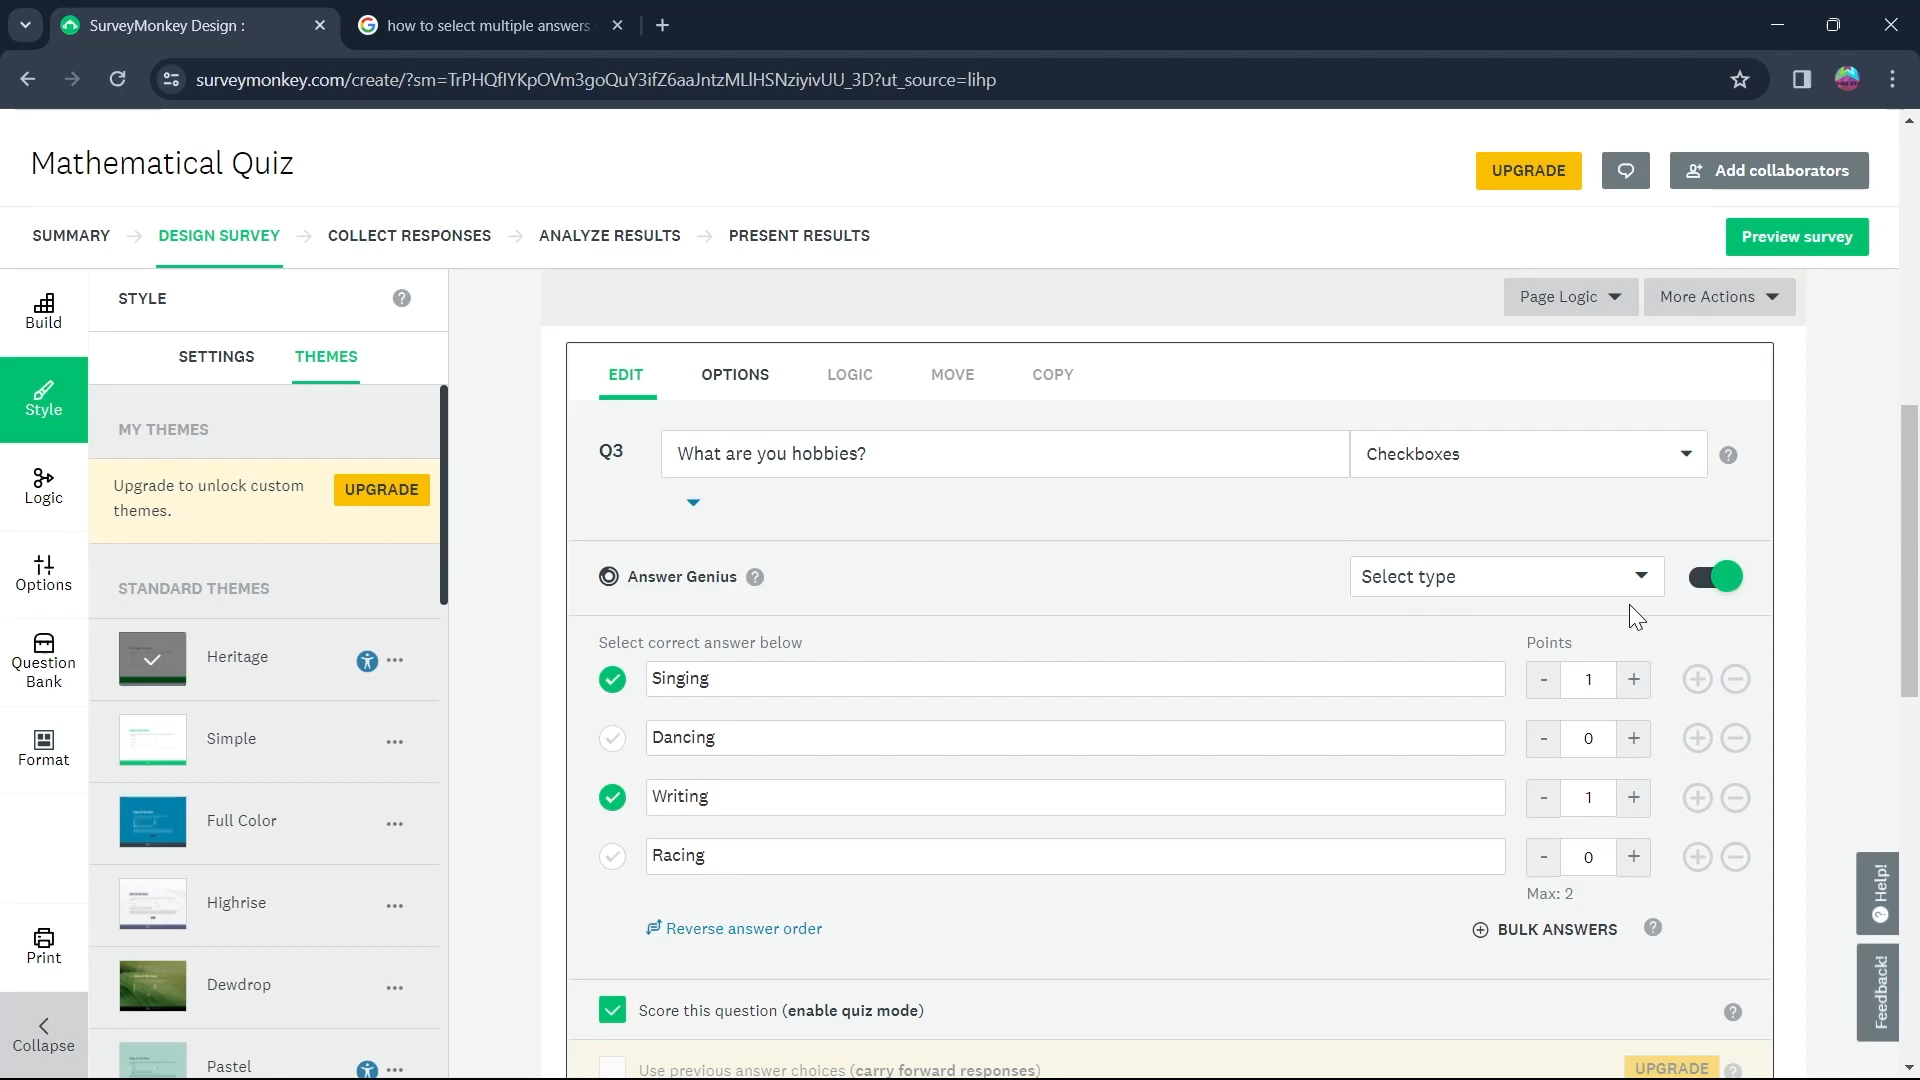 SurveyMonkey Design :
how to select multiple answers
surveymonkey.com/create/?sm=TrPHQflYKpOVm3goQuY3ifZ6aaJntzMLlHSNziyivUU_3D?ut_source=lihp
Mathematical Quiz
UPGRADE
Add collaborators
SUMMARY
DESIGN SURVEY
COLLECT RESPONSES
ANALYZE RESULTS
PRESENT RESULTS
Preview survey
Build
Style
Logic
Options
Question
Bank
Format
Print
Collapse
STYLE
SETTINGS
THEMES
MY THEMES
Upgrade to unlock custom
themes.
UPGRADE
STANDARD THEMES
Heritage
Simple
Full Color
Highrise
Dewdrop
Pastel
Page Logic
More Actions
EDIT
OPTIONS
LOGIC
MOVE
COPY
Q3
What are you hobbies?
Checkboxes
Answer Genius
Select type
Select correct answer below
Points
Singing
- 1 +
Dancing
- 0 +
Writing
- 1 +
Racing
- 0 +
Max: 2
Reverse answer order
BULK ANSWERS
Score this question (enable quiz mode)
Use previous answer choices (carry forward responses)
UPGRADE
Help!
Feedback!